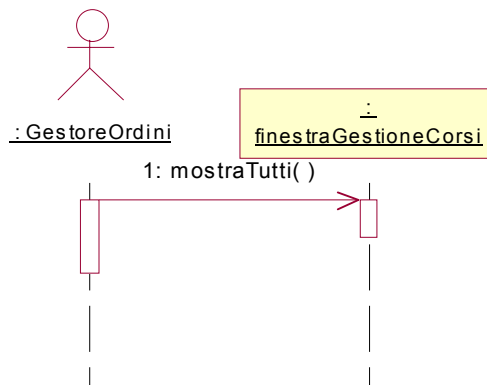 : GestoreOrdini
:
finestraGestioneCorsi
1: mostraTutti( )